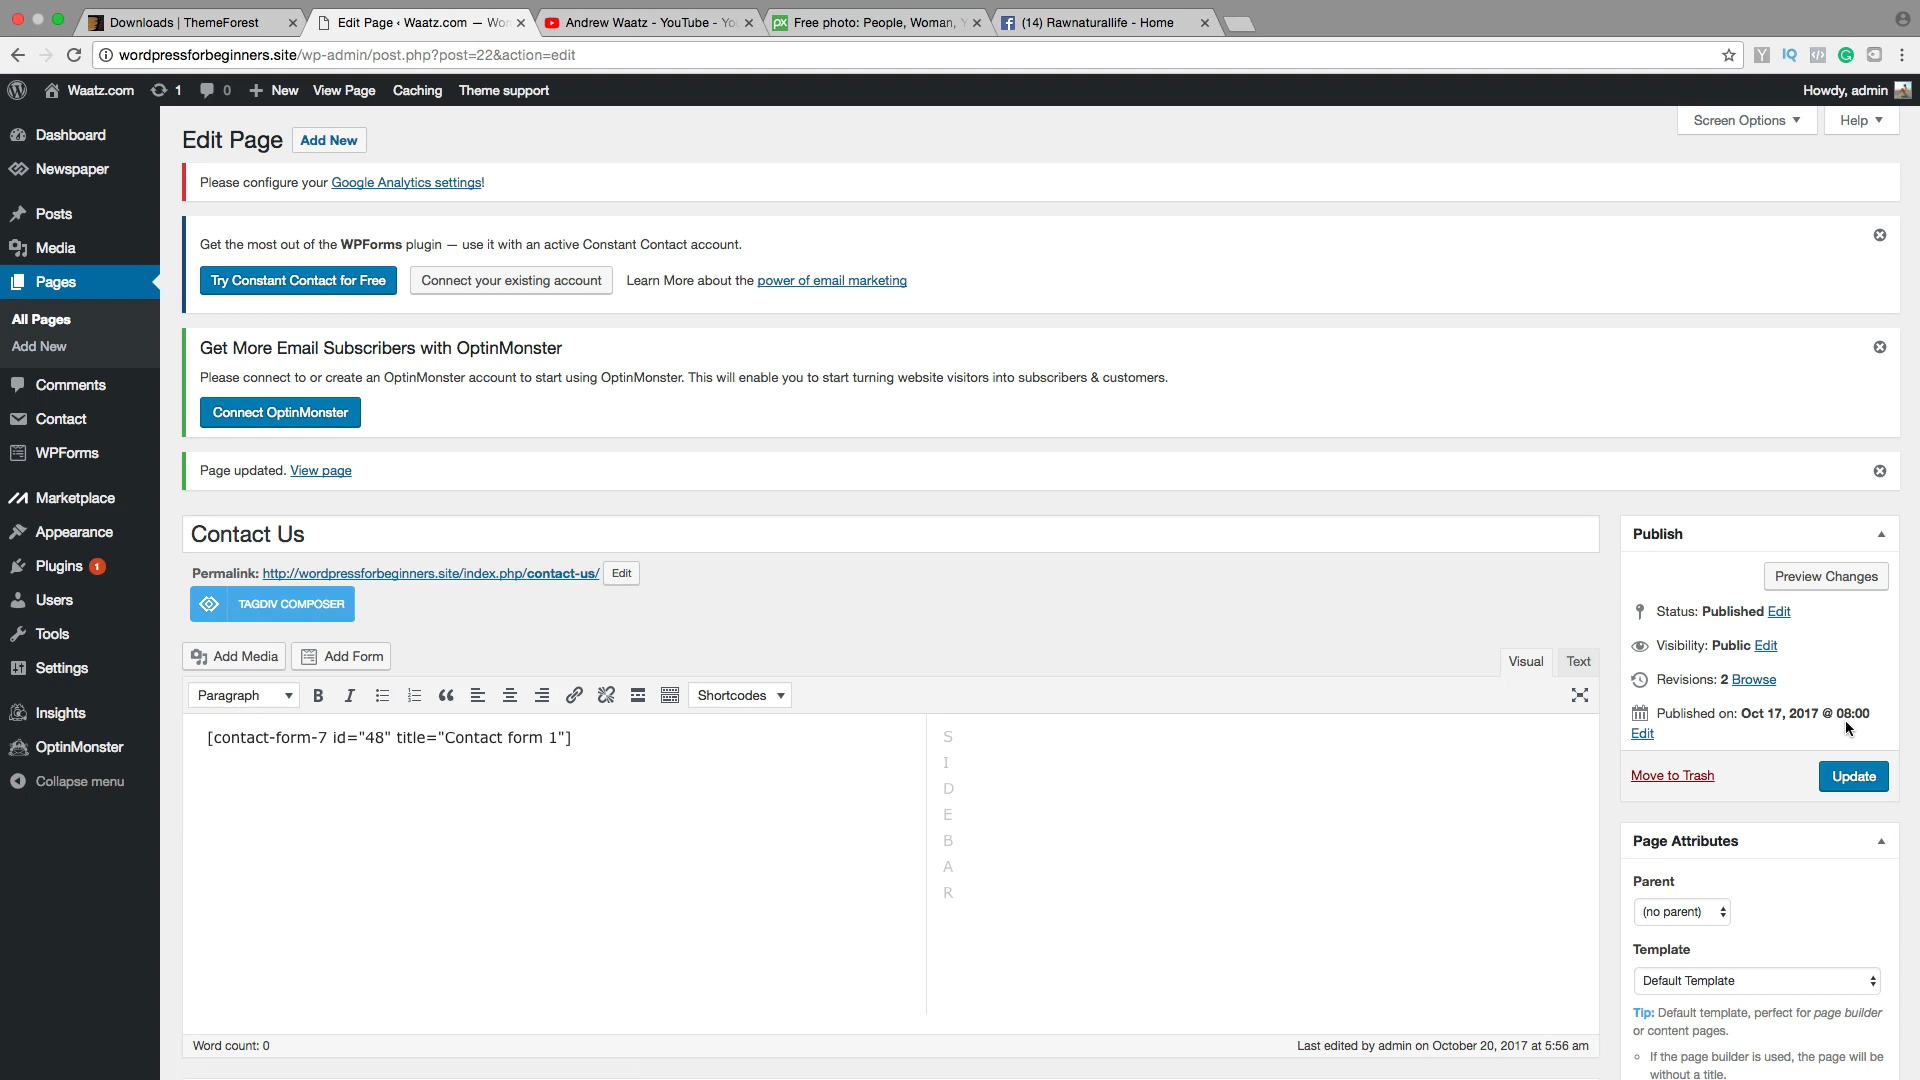 Downloads | ThemeForest
Edit Page ‹ Waatz.com — Wor
Andrew Waatz - YouTube - Yo
Free photo: People, Woman, Y
(14) Rawnaturallife - Home
wordpressforbeginners.site/wp-admin/post.php?post=22&action=edit
Waatz.com 1 0 New View Page Caching Theme support
Howdy, admin
Screen Options
Help
Dashboard
Newspaper
Posts
Media
Pages
All Pages
Add New
Comments
Contact
WPForms
Marketplace
Appearance
Plugins 1
Users
Tools
Settings
Insights
OptinMonster
Collapse menu
Edit Page Add New
Please configure your Google Analytics settings!
Get the most out of the WPForms plugin — use it with an active Constant Contact account.
Try Constant Contact for Free Connect your existing account Learn More about the power of email marketing
Get More Email Subscribers with OptinMonster
Please connect to or create an OptinMonster account to start using OptinMonster. This will enable you to start turning website visitors into subscribers & customers.
Connect OptinMonster
Page updated. View page
Contact Us
Permalink: http://wordpressforbeginners.site/index.php/contact-us/ Edit
TAGDIV COMPOSER
Add Media Add Form
Visual Text
Paragraph B I Shortcodes
[contact-form-7 id="48" title="Contact form 1"]
S
I
D
E
B
A
R
Word count: 0
Last edited by admin on October 20, 2017 at 5:56 am
Publish
Preview Changes
Status: Published Edit
Visibility: Public Edit
Revisions: 2 Browse
Published on: Oct 17, 2017 @ 08:00
Edit
Move to Trash Update
Page Attributes
Parent
(no parent)
Template
Default Template
Tip: Default template, perfect for page builder
or content pages.
If the page builder is used, the page will be
without a title.